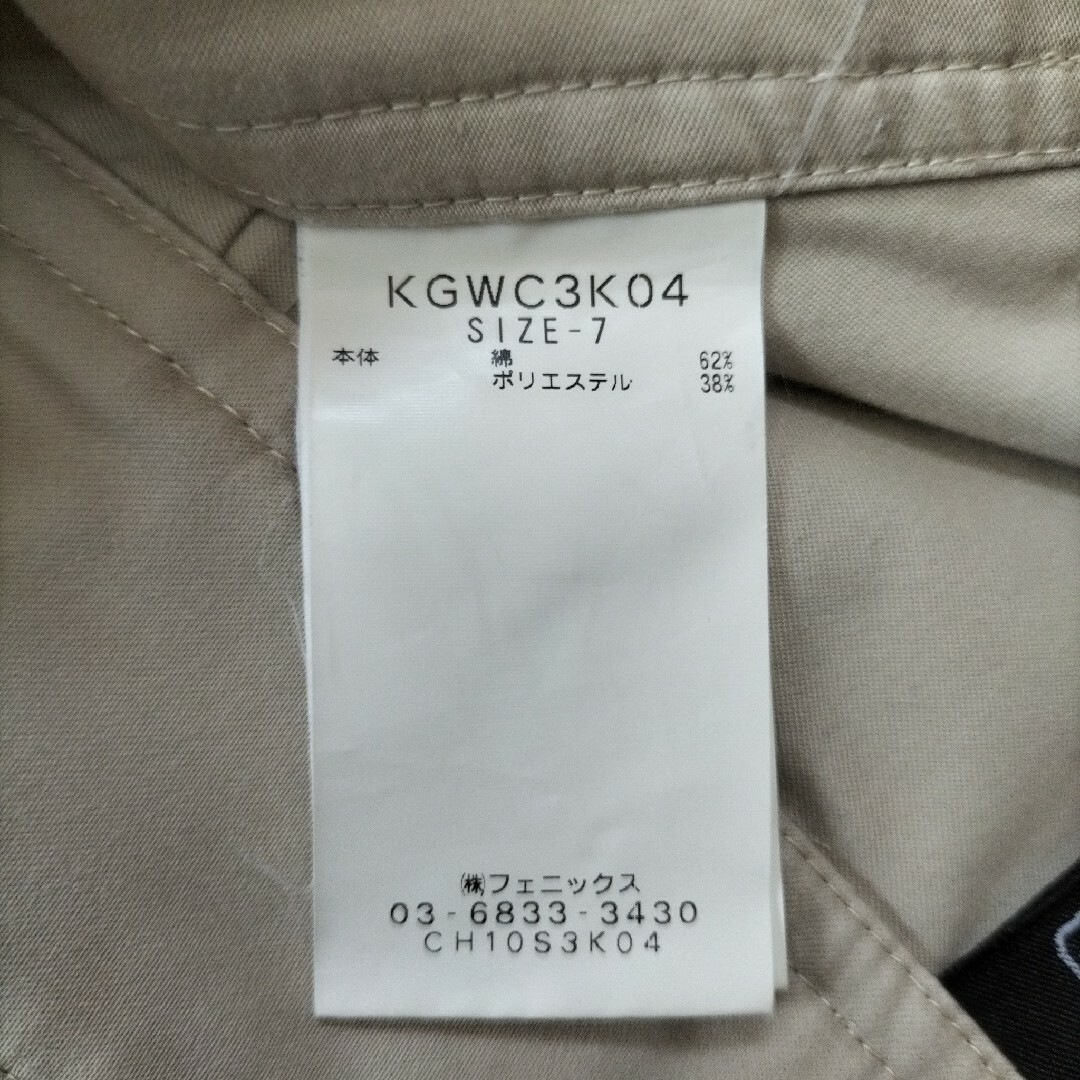 KGWC3K04
SIZE-7
本体 綿 62%
ポリエステル 38%
㈱フェニックス
03-6833-3430
CH10S3K04